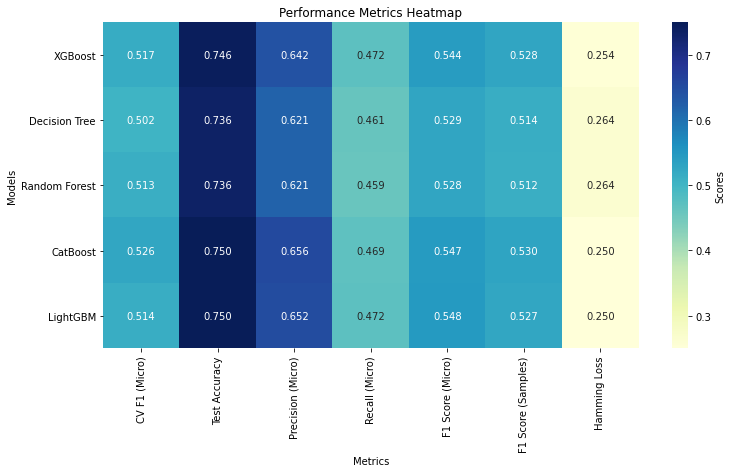 Performance Metrics Heatmap
XGBoost 0.517 0.746 0.642 0.472 0.544 0.528 0.254
Decision Tree 0.502 0.736 0.621 0.461 0.529 0.514 0.264
Random Forest 0.513 0.736 0.621 0.459 0.528 0.512 0.264
CatBoost 0.526 0.750 0.656 0.469 0.547 0.530 0.250
LightGBM 0.514 0.750 0.652 0.472 0.548 0.527 0.250
Models
CV F1 (Micro)
Test Accuracy
Precision (Micro)
Recall (Micro)
F1 Score (Micro)
F1 Score (Samples)
Hamming Loss
Metrics
0.7
0.6
0.5
0.4
0.3
Scores